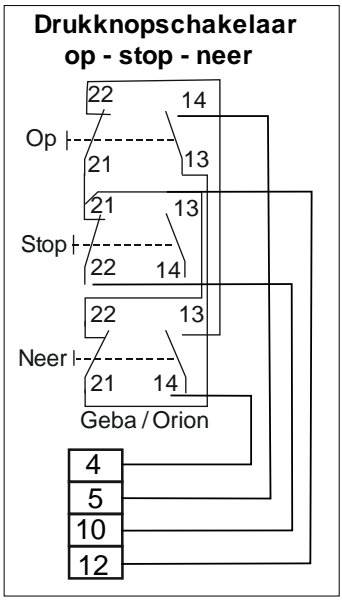 Drukknopschakelaar
op - stop - neer
22 14
Op
21 13
21 13
Stop
22 14
22 13
Neer
21 14
Geba / Orion
4
5
10
12